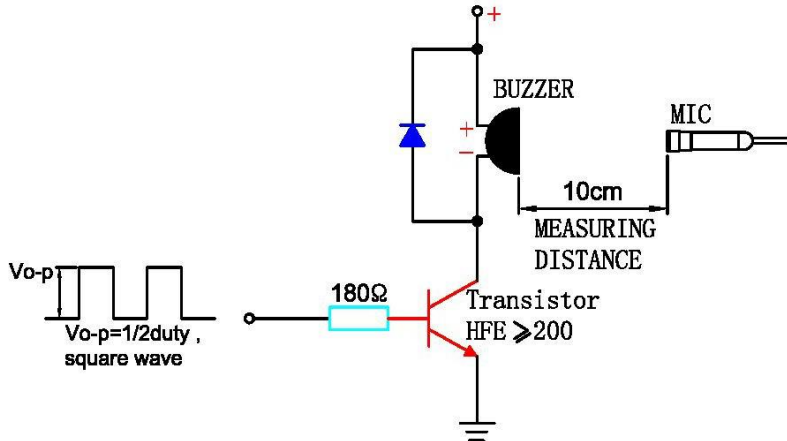 +
BUZZER
+
−
MIC
10cm
MEASURING
DISTANCE
Vo-p
180Ω
Transistor
HFE ≥200
Vo-p=1/2duty ,
square wave